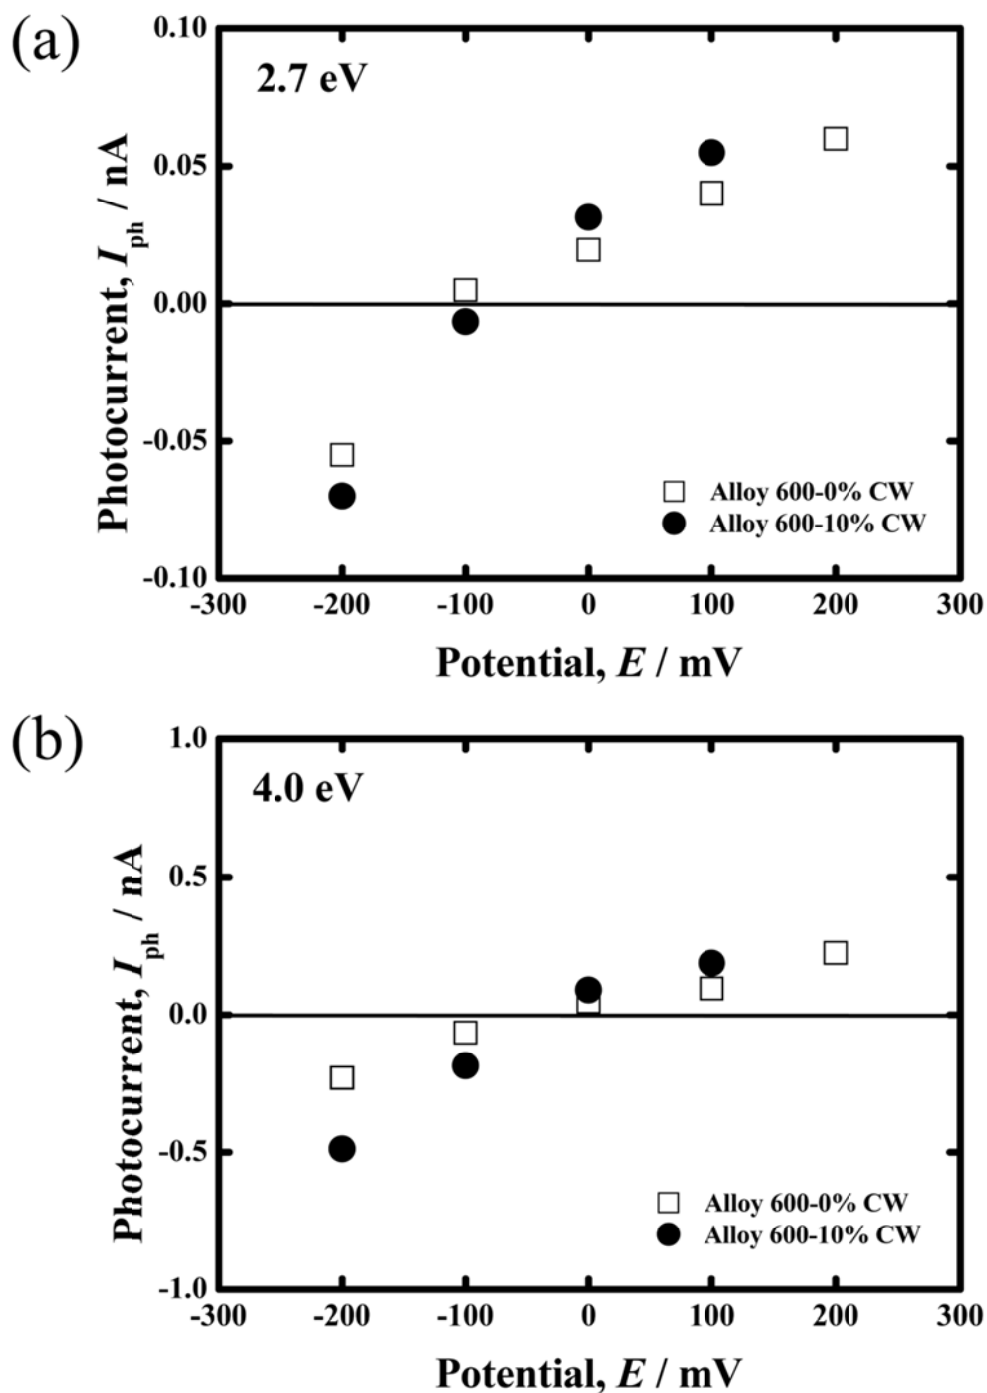 (a)
2.7 eV
0.10
0.05
0.00
-0.05
-0.10
Photocurrent, Iph / nA
Alloy 600-0% CW
Alloy 600-10% CW
-300 -200 -100 0 100 200 300
Potential, E / mV
(b)
4.0 eV
1.0
0.5
0.0
-0.5
-1.0
Photocurrent, Iph / nA
Alloy 600-0% CW
Alloy 600-10% CW
-300 -200 -100 0 100 200 300
Potential, E / mV